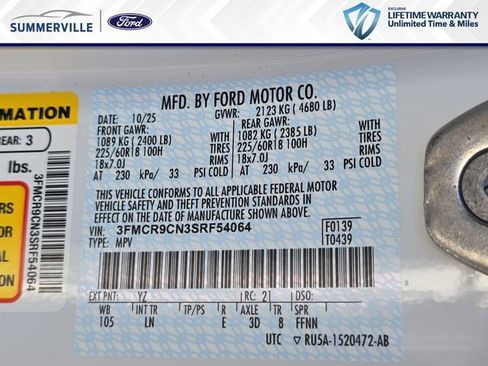 SUMMERVILLE
Ford
EXCLUSIVE
LIFETIME WARRANTY
Unlimited Time & Miles
MFD. BY FORD MOTOR CO.
DATE: 10/25 GVWR: 2123 KG ( 4680 LB)
FRONT GAWR: REAR GAWR:
1089 KG ( 2400 LB) WITH 1082 KG ( 2385 LB) WITH
225/60R18 100H TIRES 225/60R18 100H TIRES
18x7.0J RIMS 18x7.0J RIMS
AT 230 kPa/ 33 PSI COLD AT 230 kPa/ 33 PSI COLD
THIS VEHICLE CONFORMS TO ALL APPLICABLE FEDERAL MOTOR
VEHICLE SAFETY AND THEFT PREVENTION STANDARDS
IN EFFECT ON THE DATE OF MANUFACTURE SHOWN ABOVE.
VIN: 3FMCR9CN3SRF54064 F0139
TYPE: MPV T0439
EXT PNT: YZ RC: 21 DSO:
WB INT TR TP/PS R AXLE TR SPR
105 LN E 3D 8 FFNN
UTC RU5A-1520472-AB
RMATION
EAR: 3
lbs.
3FMCR9CN3SRF54064